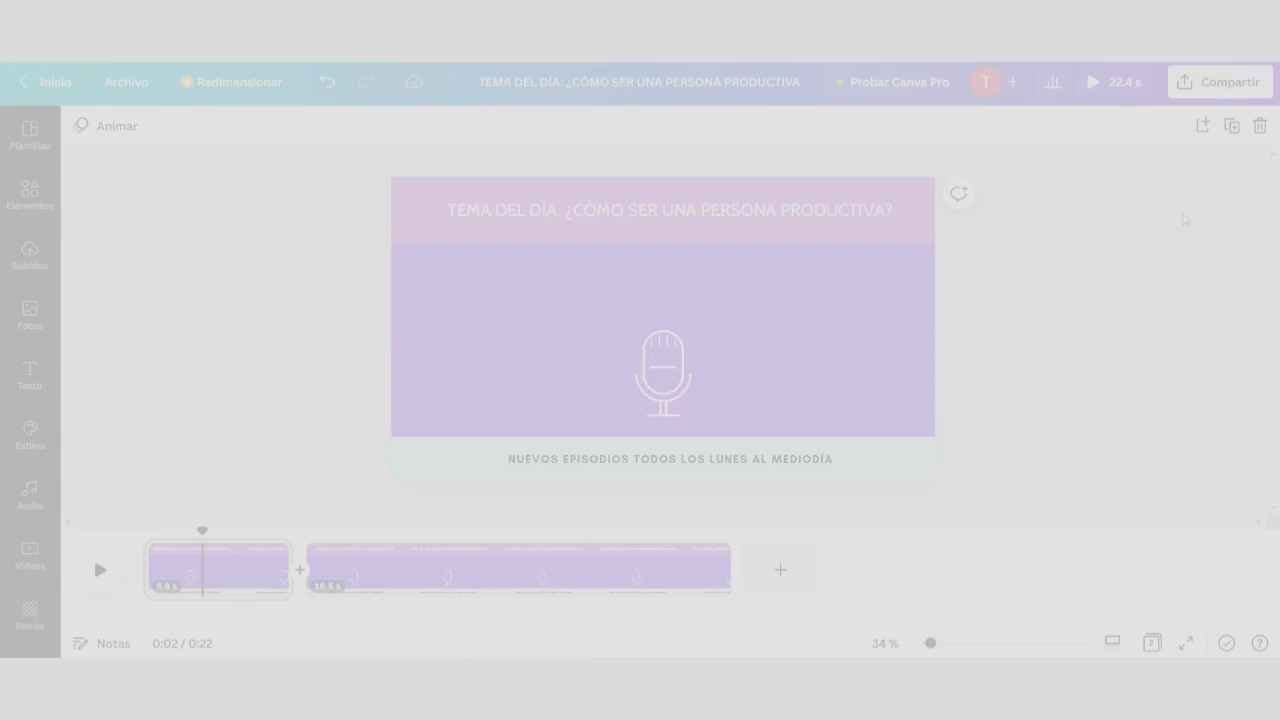 Inicio Archivo Redimensionar TEMA DEL DÍA: ¿CÓMO SER UNA PERSONA PRODUCTIVA Probar Canva Pro T 22.4 s Compartir
Animar
Plantillas
Elementos
Subidos
Fotos
Texto
Estilos
Audio
Videos
Fondo
TEMA DEL DÍA: ¿CÓMO SER UNA PERSONA PRODUCTIVA?
NUEVOS EPISODIOS TODOS LOS LUNES AL MEDIODÍA
16.5 s
Notas 0:02 / 0:22 34 % 2